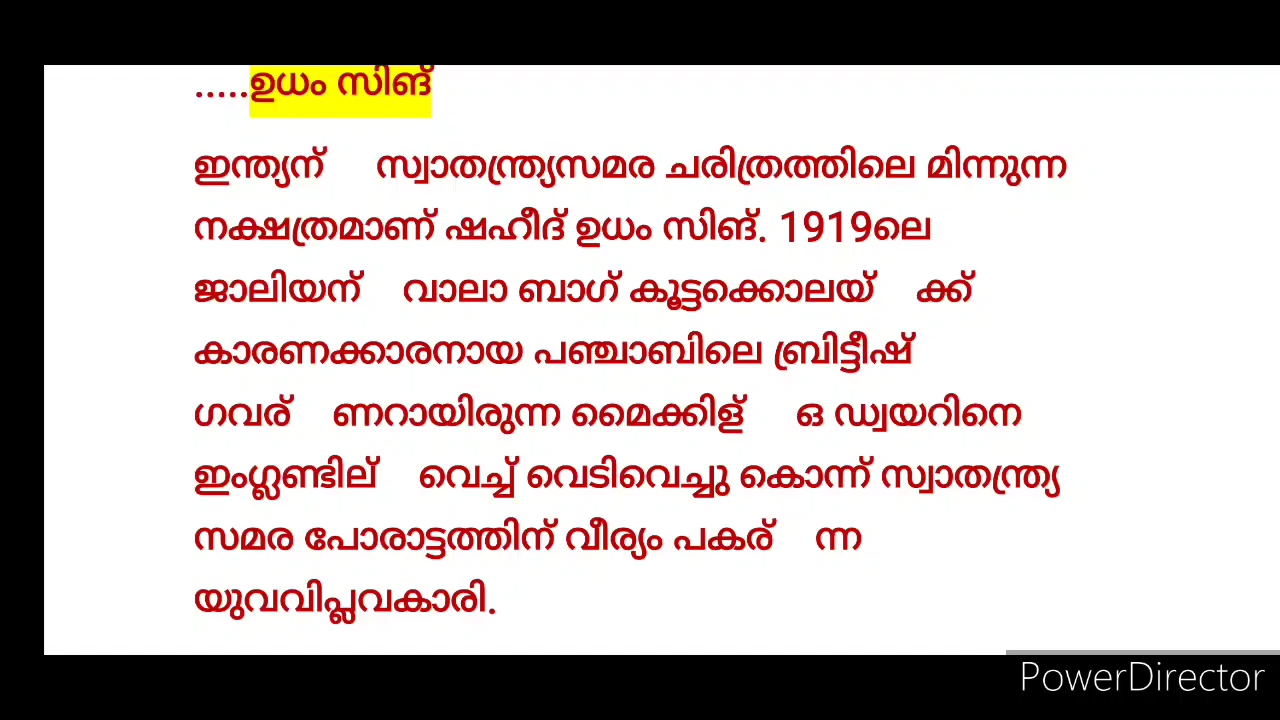 .....ഉധം സിങ്
ഇന്ത്യന് സ്വാതന്ത്ര്യസമര ചരിത്രത്തിലെ മിന്നുന്ന
നക്ഷത്രമാണ് ഷഹീദ് ഉധം സിങ്. 1919ലെ
ജാലിയന് വാലാ ബാഗ് കൂട്ടക്കൊലയ് ക്ക്
കാരണക്കാരനായ പഞ്ചാബിലെ ബ്രിട്ടീഷ്
ഗവര് ണറായിരുന്ന മൈക്കിള് ഒ ഡ്വയറിനെ
ഇംഗ്ലണ്ടില് വെച്ച് വെടിവെച്ചു കൊന്ന് സ്വാതന്ത്ര്യ
സമര പോരാട്ടത്തിന് വീര്യം പകര് ന്ന
യുവവിപ്ലവകാരി.
PowerDirector